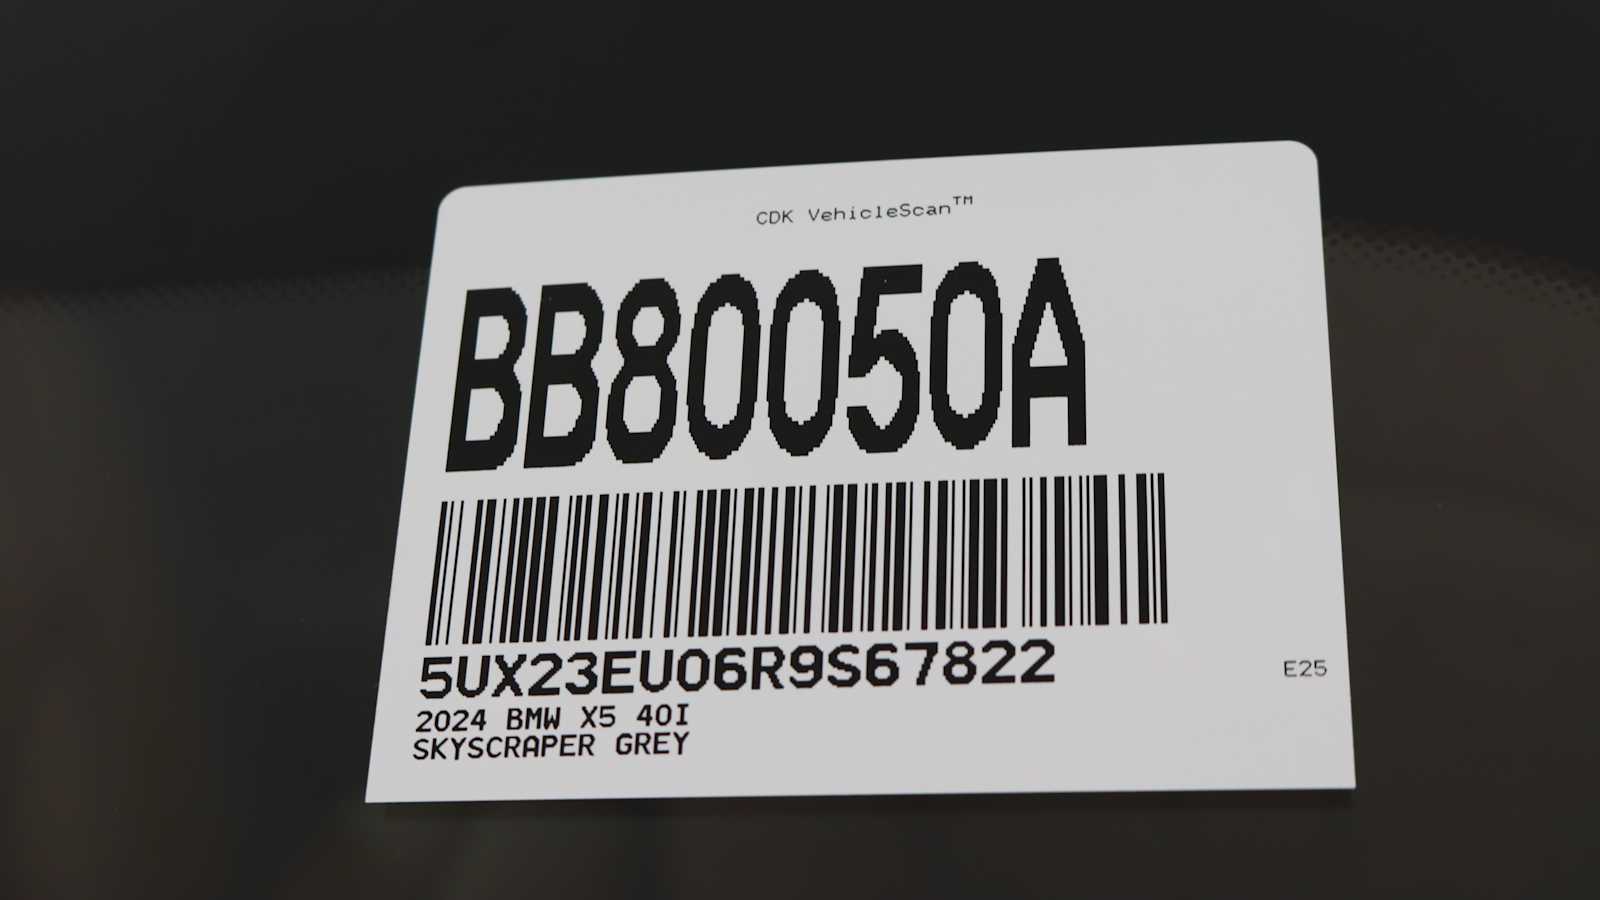 CDK VehicleScan™
BB80050A
5UX23EU06R9S67822
E25
2024 BMW X5 40I
SKYSCRAPER GREY